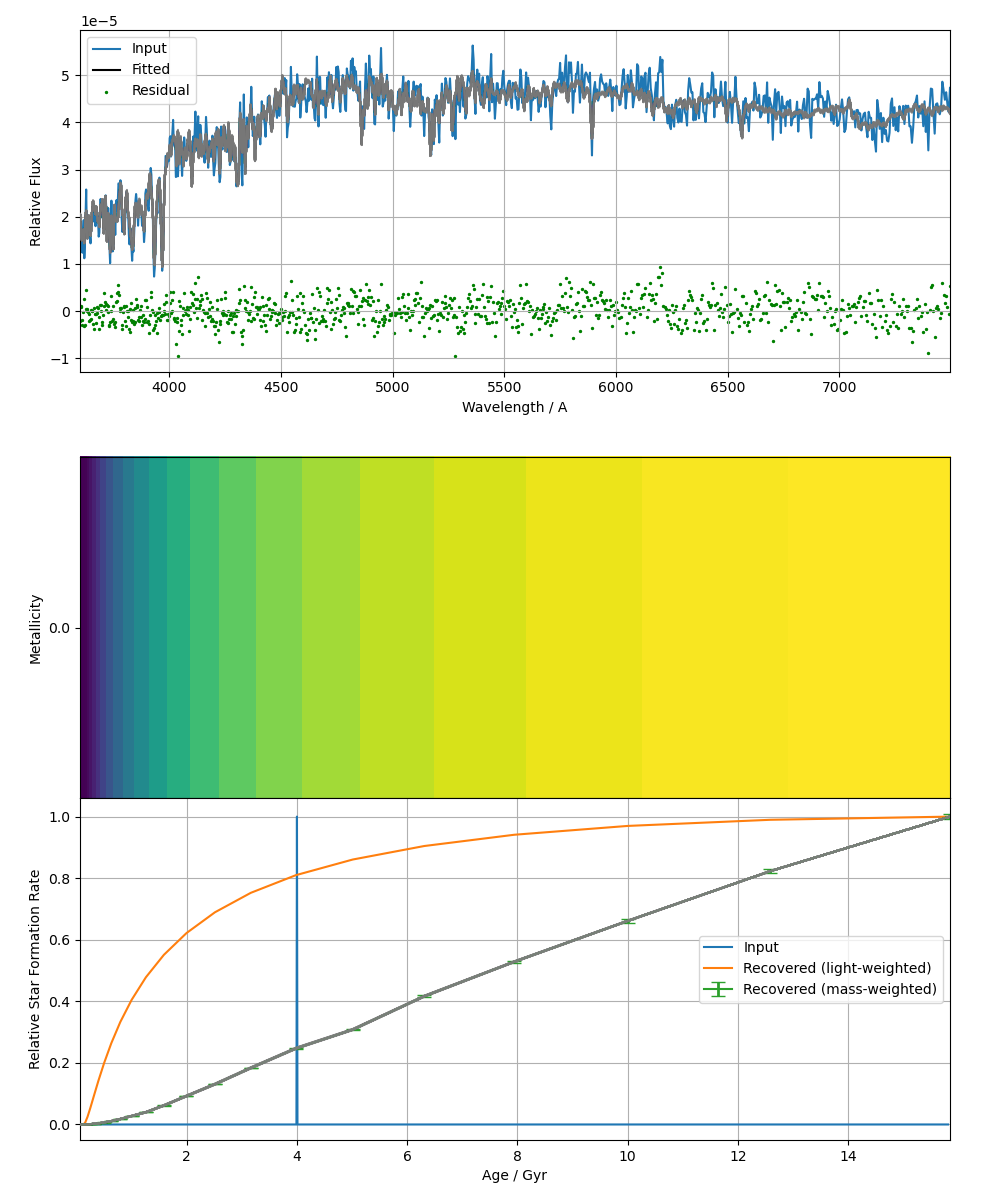 1e−5
Input
Fitted
Residual
5
4
3
2
1
0
−1
Relative Flux
4000 4500 5000 5500 6000 6500 7000
Wavelength / A
0.0
Metallicity
1.0
0.8
0.6
0.4
0.2
0.0
Relative Star Formation Rate
Input
Recovered (light-weighted)
Recovered (mass-weighted)
2 4 6 8 10 12 14
Age / Gyr